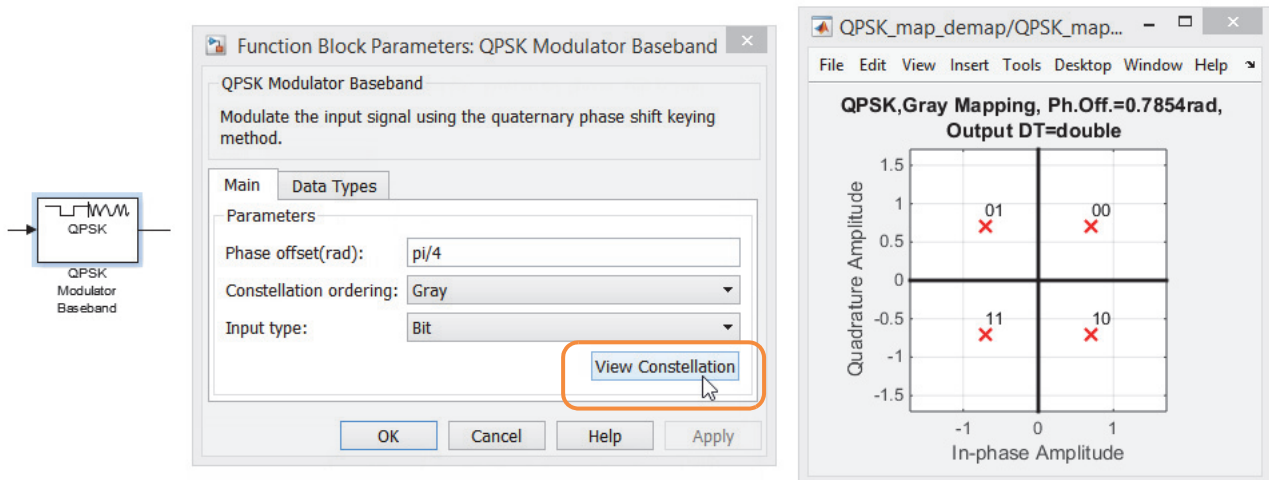 QPSK
QPSK
Modulator
Baseband
Function Block Parameters: QPSK Modulator Baseband
QPSK Modulator Baseband
Modulate the input signal using the quaternary phase shift keying
method.
Main
Data Types
Parameters
Phase offset(rad):
pi/4
Constellation ordering:
Gray
Input type:
Bit
View Constellation
OK
Cancel
Help
Apply
QPSK_map_demap/QPSK_map...
File Edit View Insert Tools Desktop Window Help
QPSK,Gray Mapping, Ph.Off.=0.7854rad,
Output DT=double
Quadrature Amplitude
1.5
1
0.5
0
-0.5
-1
-1.5
01
00
11
10
-1
0
1
In-phase Amplitude